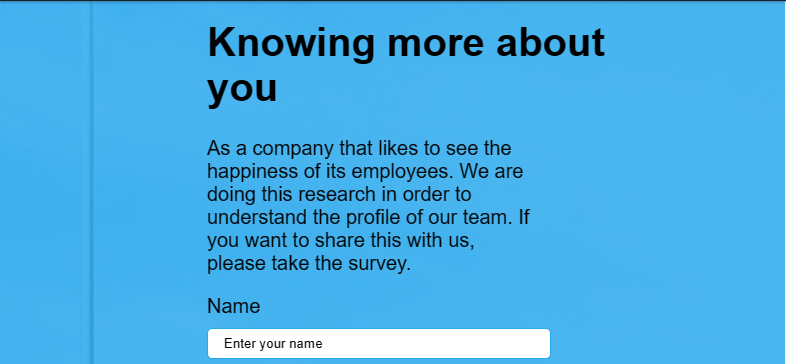 Knowing more about
you
As a company that likes to see the
happiness of its employees. We are
doing this research in order to
understand the profile of our team. If
you want to share this with us,
please take the survey.
Name
Enter your name